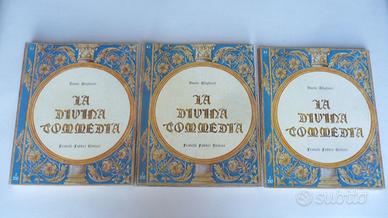 Dante Alighieri
LA
DIVINA
COMMEDIA
Fratelli Fabbri Editori
Dante Alighieri
LA
DIVINA
COMMEDIA
Fratelli Fabbri Editori
Dante Alighieri
LA
DIVINA
COMMEDIA
Fratelli Fabbri Editori
subito